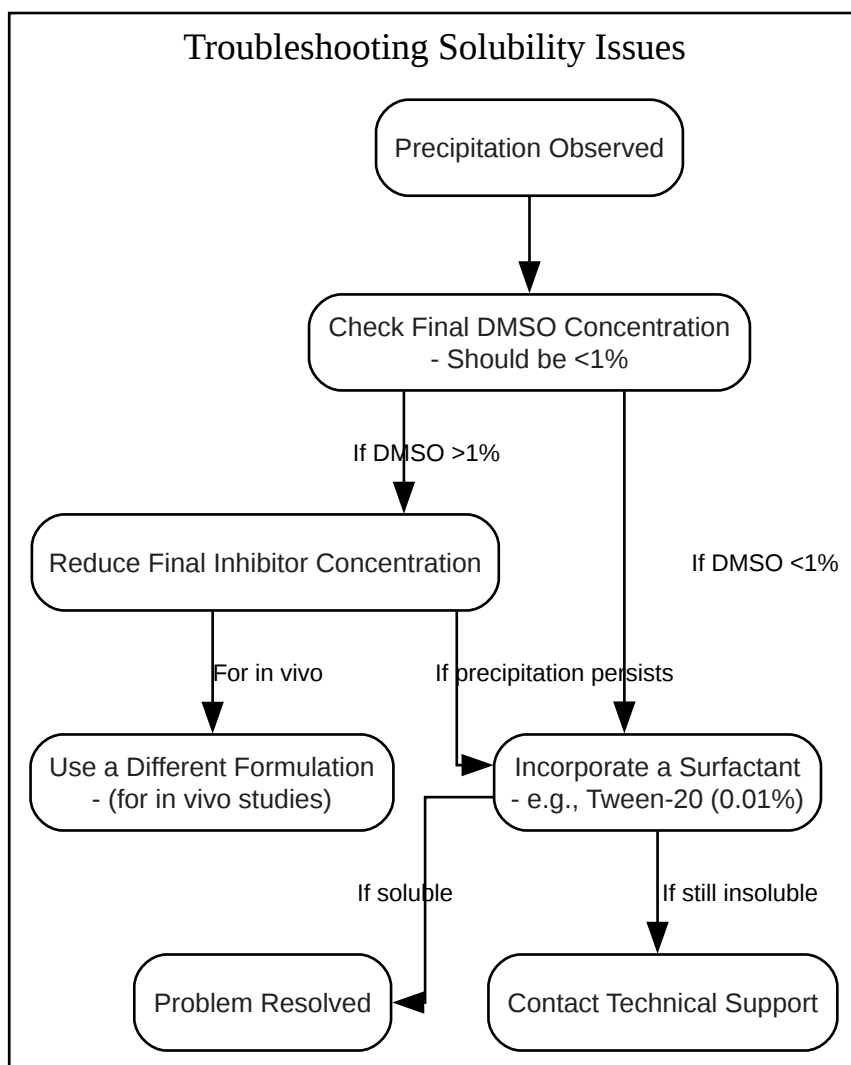 Troubleshooting Solubility Issues
Precipitation Observed
Check Final DMSO Concentration
- Should be <1%
If DMSO >1%
Reduce Final Inhibitor Concentration
If DMSO <1%
For in vivo
If precipitation persists
Use a Different Formulation
- (for in vivo studies)
Incorporate a Surfactant
- e.g., Tween-20 (0.01%)
If soluble
If still insoluble
Problem Resolved
Contact Technical Support